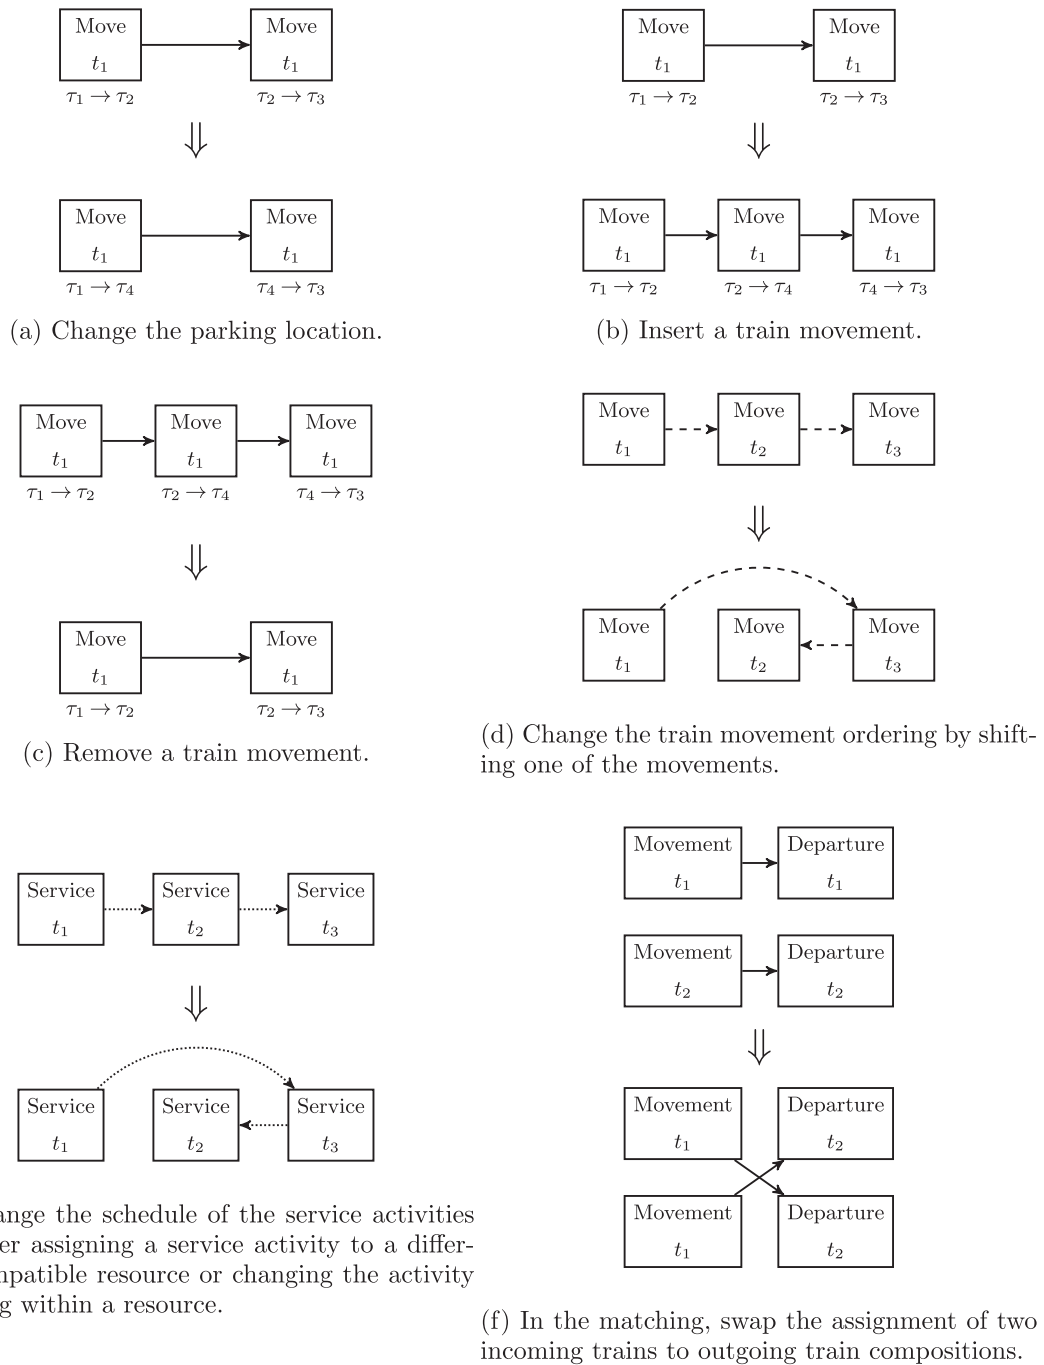 Move Move
t₁ t₁
τ₁ → τ₂ τ₂ → τ₃
⇓
Move Move
t₁ t₁
τ₁ → τ₄ τ₄ → τ₃
(a) Change the parking location.
Move Move
t₁ t₁
τ₁ → τ₂ τ₂ → τ₃
⇓
Move Move Move
t₁ t₁ t₁
τ₁ → τ₂ τ₂ → τ₄ τ₄ → τ₃
(b) Insert a train movement.
Move Move Move
t₁ t₁ t₁
τ₁ → τ₂ τ₂ → τ₄ τ₄ → τ₃
⇓
Move Move
t₁ t₁
τ₁ → τ₂ τ₂ → τ₃
(c) Remove a train movement.
Move Move Move
t₁ t₂ t₃
⇓
Move Move Move
t₁ t₂ t₃
(d) Change the train movement ordering by shift-
ing one of the movements.
Service Service Service
t₁ t₂ t₃
⇓
Service Service Service
t₁ t₂ t₃
ange the schedule of the service activities
er assigning a service activity to a differ-
npatible resource or changing the activity
g within a resource.
Movement Departure
t₁ t₁
Movement Departure
t₂ t₂
⇓
Movement Departure
t₁ t₂
Movement Departure
t₁ t₂
(f) In the matching, swap the assignment of two
incoming trains to outgoing train compositions.